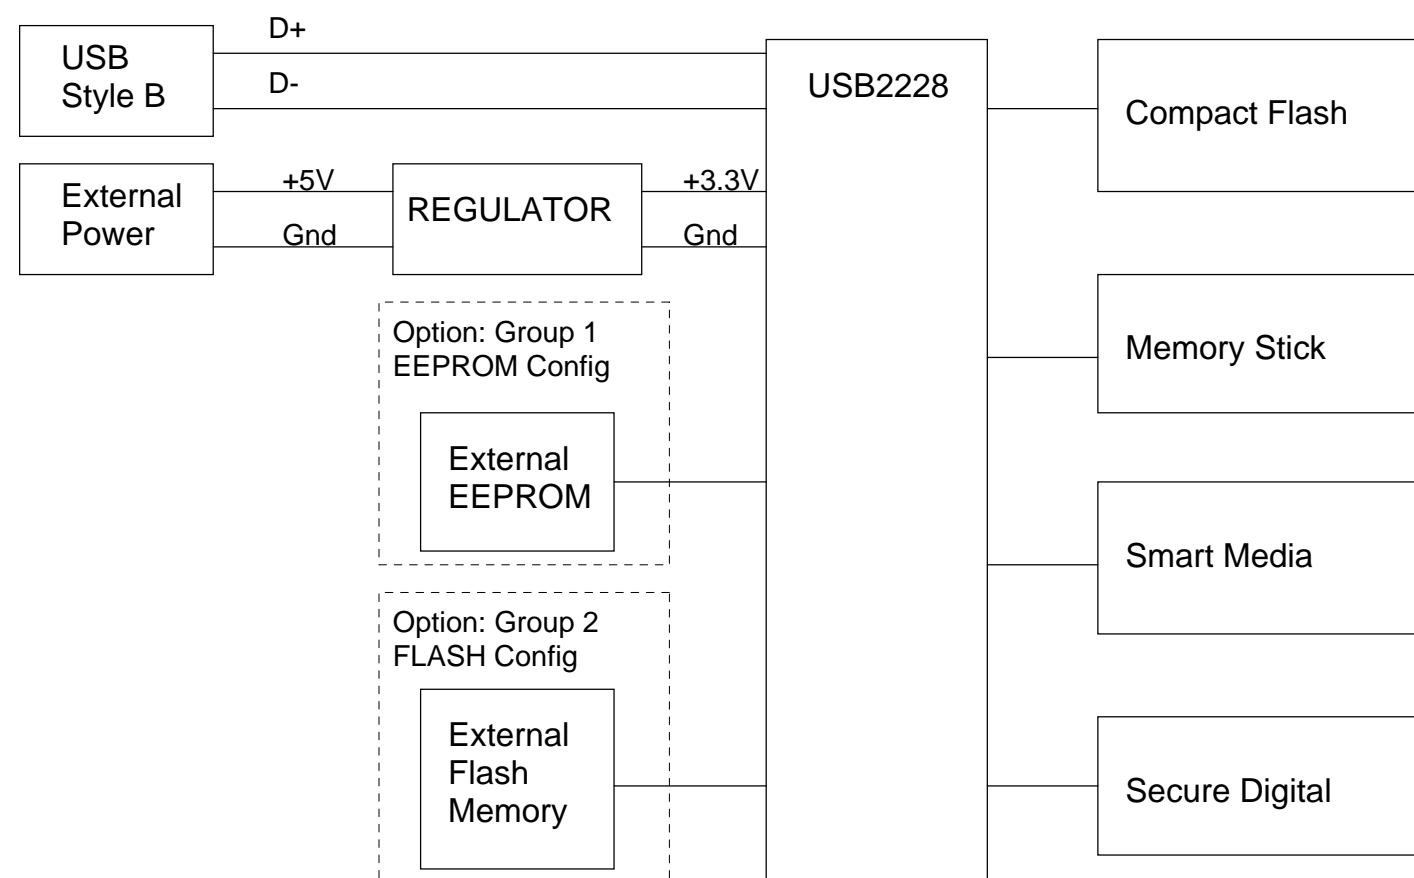 D+
USB
Style B
D-
USB2228
Compact Flash
External
Power
+5V
Gnd
REGULATOR
+3.3V
Gnd
Option: Group 1
EEPROM Config
External
EEPROM
Memory Stick
Smart Media
Option: Group 2
FLASH Config
External
Flash
Memory
Secure Digital